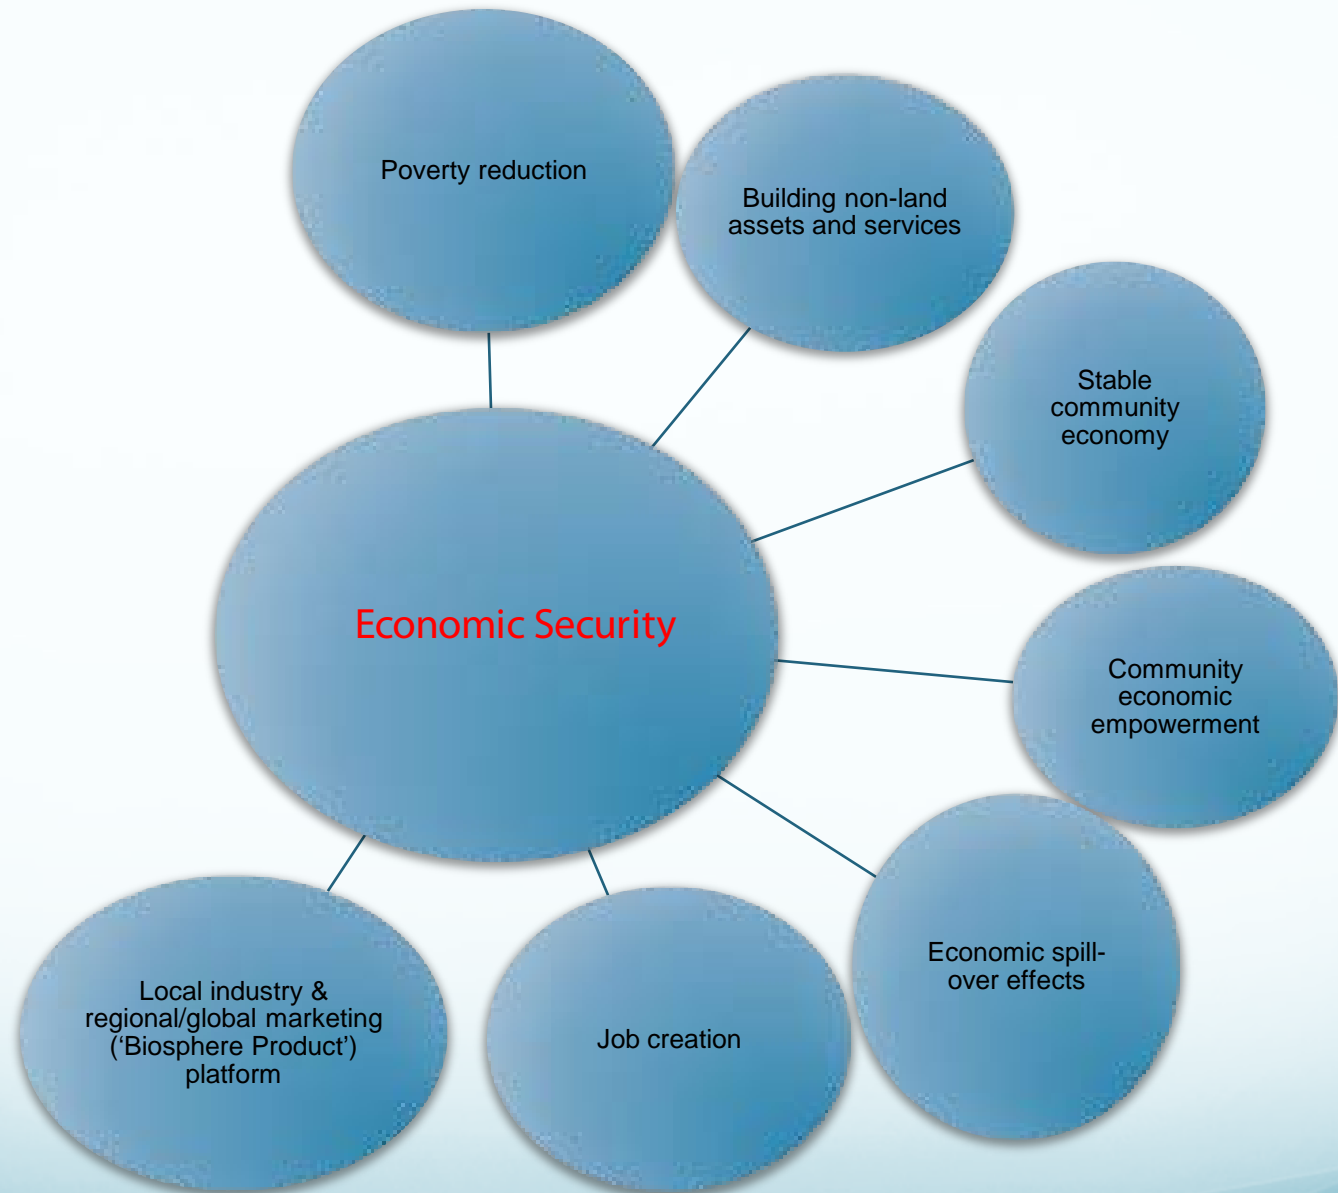 Poverty reduction
Building non-land
assets and services
Stable
community
economy
Economic Security
Community
economic
empowerment
Economic spill-
over effects
Job creation
Local industry &
regional/global marketing
(‘Biosphere Product’)
platform